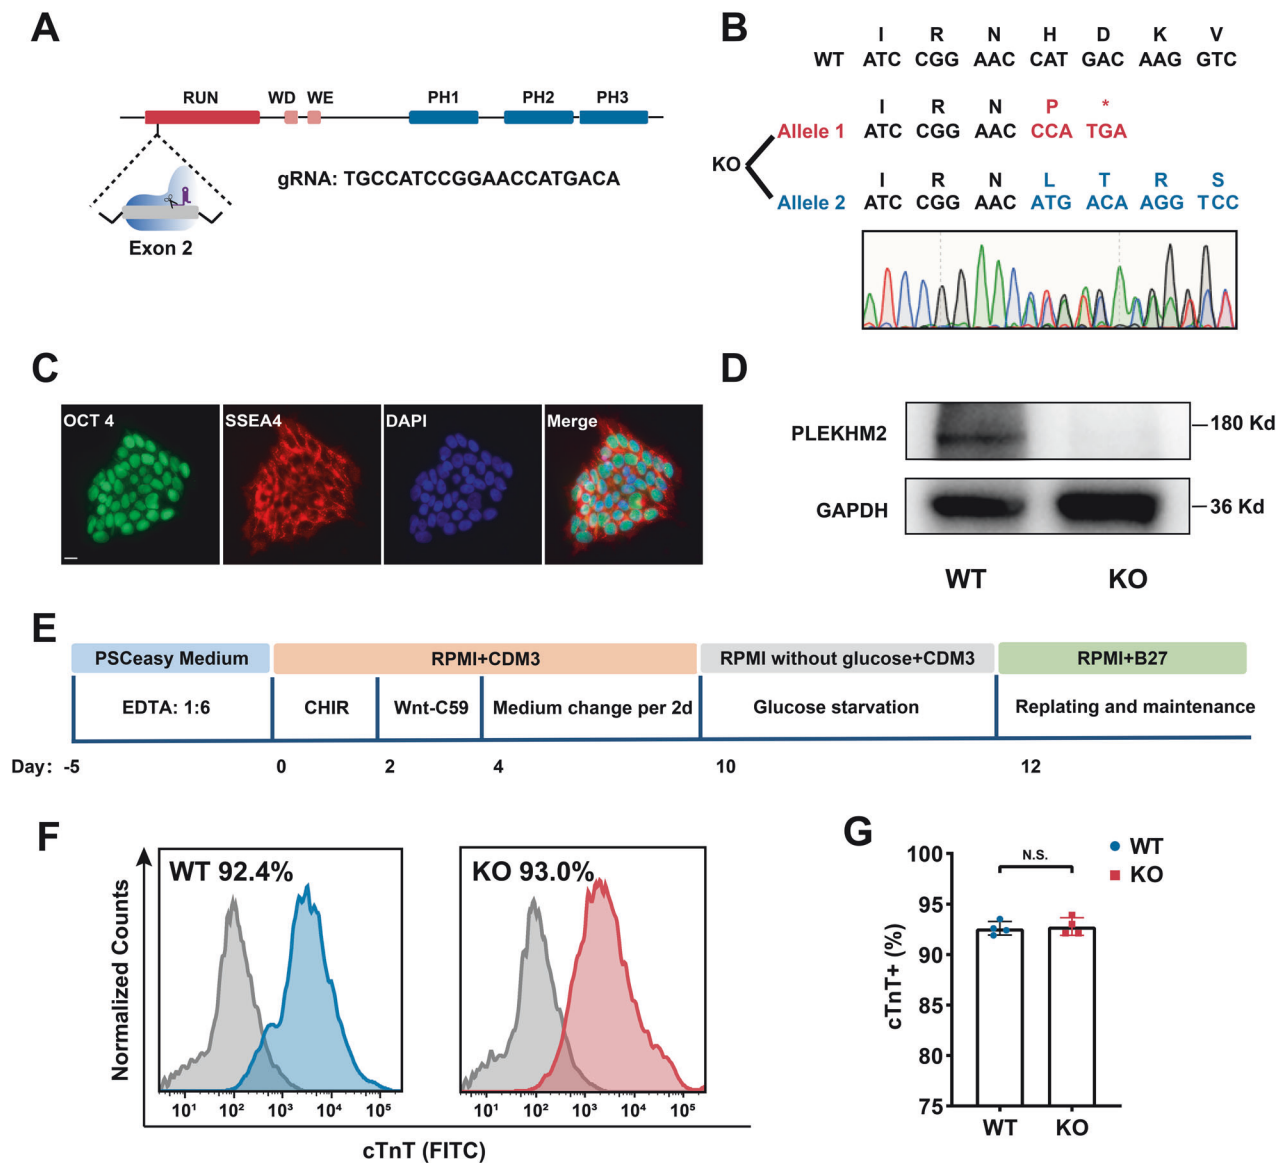 A
RUN WD WE PH1 PH2 PH3
gRNA: TGCCATCCGGAACCATGACA
Exon 2
B
I R N H D K V
WT ATC CGG AAC CAT GAC AAG GTC
I R N P *
Allele 1 ATC CGG AAC CCA TGA
KO
I R N L T R S
Allele 2 ATC CGG AAC ATG ACA AGG TCC
C
OCT 4 SSEA4 DAPI Merge
D
PLEKHM2 180 Kd
GAPDH 36 Kd
WT KO
E
PSCeasy Medium RPMI+CDM3 RPMI without glucose+CDM3 RPMI+B27
EDTA: 1:6 CHIR Wnt-C59 Medium change per 2d Glucose starvation Replating and maintenance
Day: -5 0 2 4 10 12
F
Normalized Counts
WT 92.4% KO 93.0%
10¹ 10² 10³ 10⁴ 10⁵ 10¹ 10² 10³ 10⁴ 10⁵
cTnT (FITC)
G
WT
KO
N.S.
cTnT+ (%)
100
95
90
85
80
75
WT KO